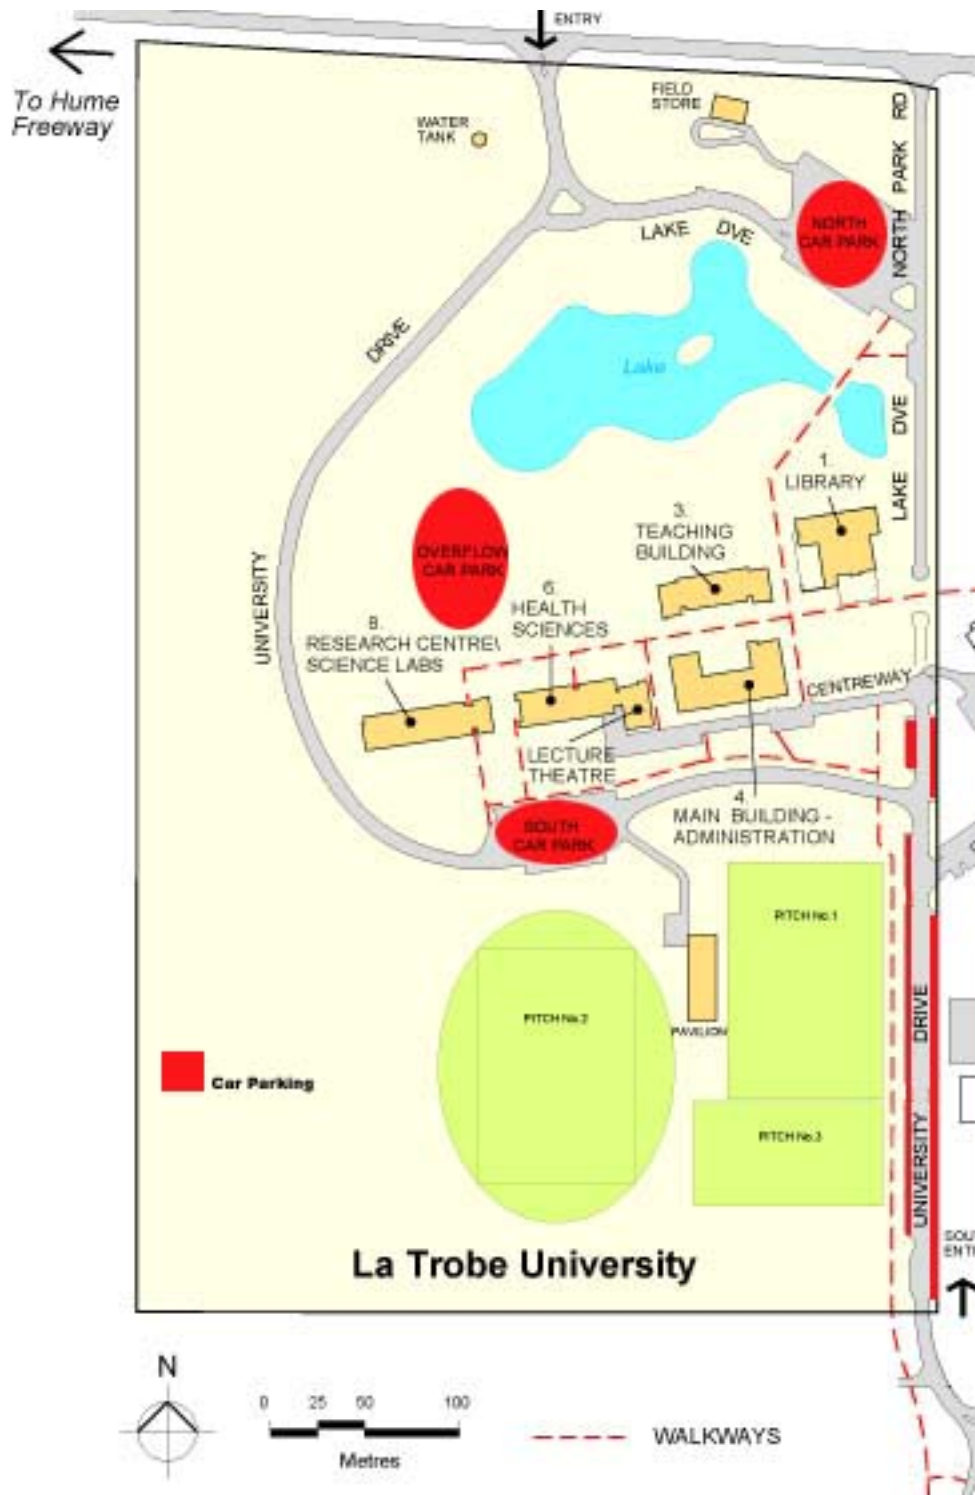 ENTRY
To Hume
Freeway
FIELD
STORE
WATER
TANK
NORTH PARK RD
NORTH
CAR PARK
LAKE DVE
DRIVE
Lake
LAKE DVE
1.
LIBRARY
3.
TEACHING
BUILDING
OVERFLOW
CAR PARK
UNIVERSITY
6.
HEALTH
SCIENCES
8.
RESEARCH CENTRE\
SCIENCE LABS
CENTREWAY
LECTURE
THEATRE
4.
MAIN BUILDING -
ADMINISTRATION
SOUTH
CAR PARK
PITCH No.1
PITCH No.2
PAVILION
UNIVERSITY DRIVE
Car Parking
PITCH No.3
SOUT
ENTR
La Trobe University
N
0 25 50 100
Metres
WALKWAYS